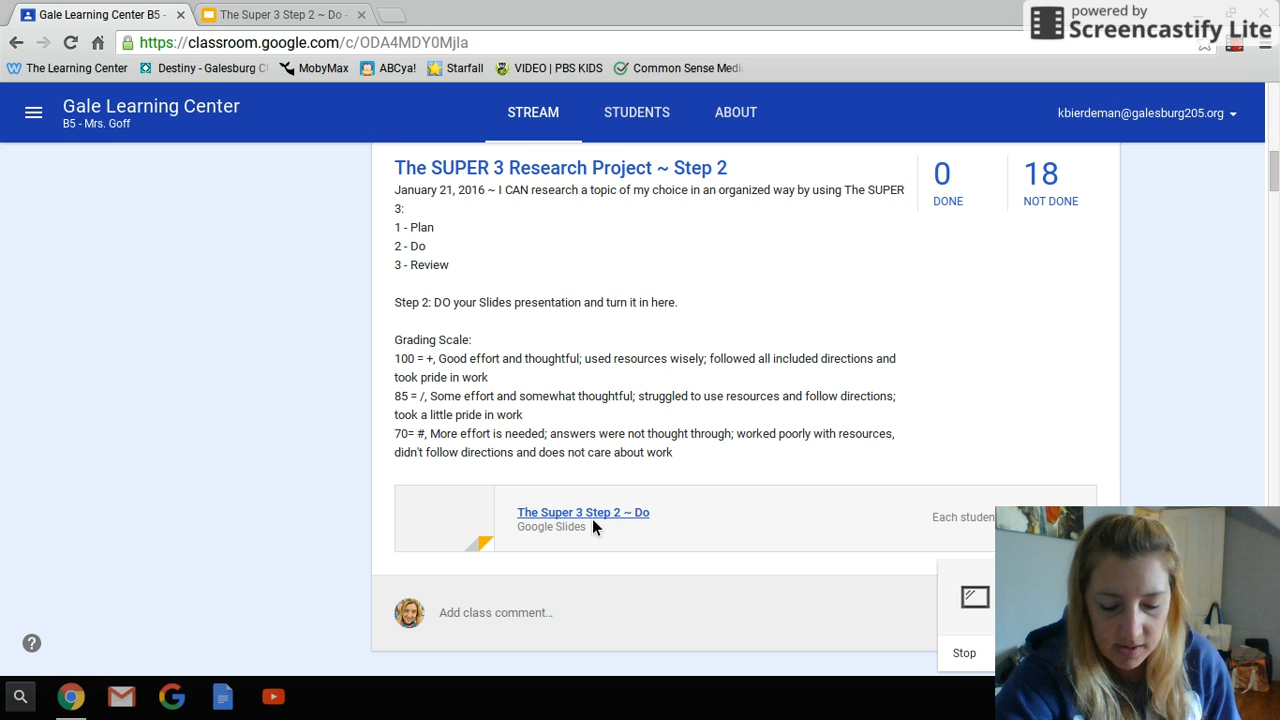 Gale Learning Center B5 -
The Super 3 Step 2 ~ Do -
powered by
Screencastify Lite
https://classroom.google.com/c/ODA4MDY0Mjla
The Learning Center
Destiny - Galesburg C
MobyMax
ABCya!
Starfall
VIDEO | PBS KIDS
Common Sense Medi
Gale Learning Center
B5 - Mrs. Goff
STREAM
STUDENTS
ABOUT
kbierdeman@galesburg205.org
The SUPER 3 Research Project ~ Step 2
January 21, 2016 ~ I CAN research a topic of my choice in an organized way by using The SUPER
3:
1 - Plan
2 - Do
3 - Review
0
DONE
18
NOT DONE
Step 2: DO your Slides presentation and turn it in here.
Grading Scale:
100 = +, Good effort and thoughtful; used resources wisely; followed all included directions and
took pride in work
85 = /, Some effort and somewhat thoughtful; struggled to use resources and follow directions;
took a little pride in work
70= #, More effort is needed; answers were not thought through; worked poorly with resources,
didn't follow directions and does not care about work
The Super 3 Step 2 ~ Do
Google Slides
Each studen
Add class comment...
Stop